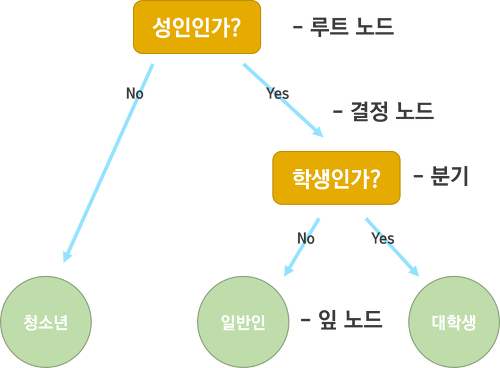 성인인가?
- 루트 노드
No
Yes
- 결정 노드
학생인가?
- 분기
No
Yes
청소년
일반인
- 잎 노드
대학생